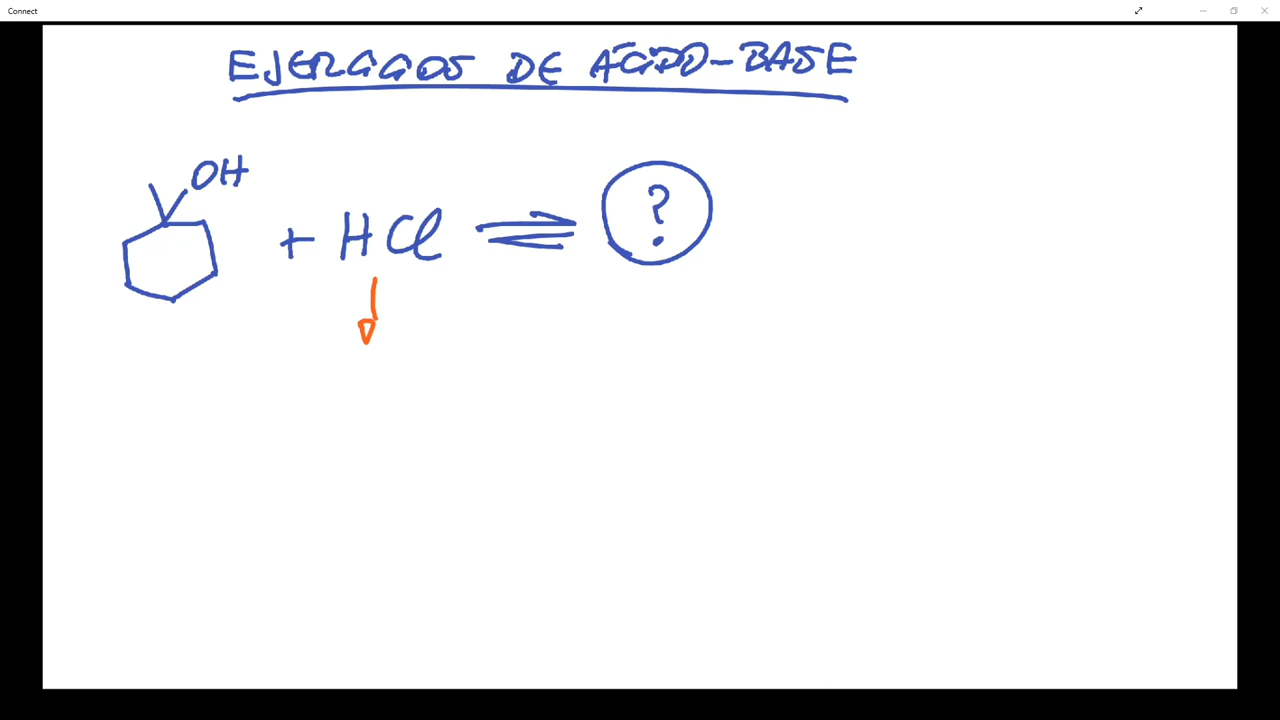 Connect
EJERCICIOS DE ÁCIDO-BASE
OH
+ HCl ⇌ ?